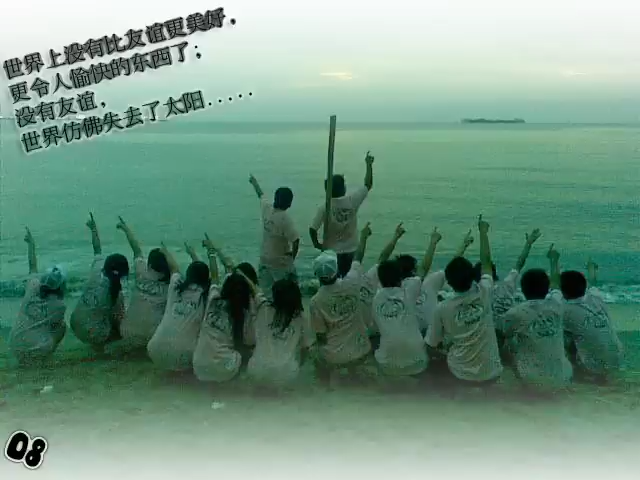 世界上没有比友谊更美好，
更令人愉快的东西了；
没有友谊，
世界仿佛失去了太阳.....
08